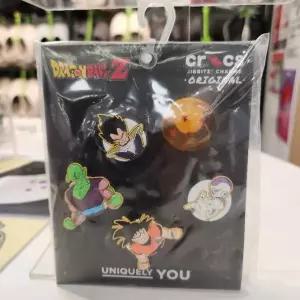 DRAGON BALL Z
crocs
JIBBITZ CHARMS
ORIGINAL
UNIQUELY YOU